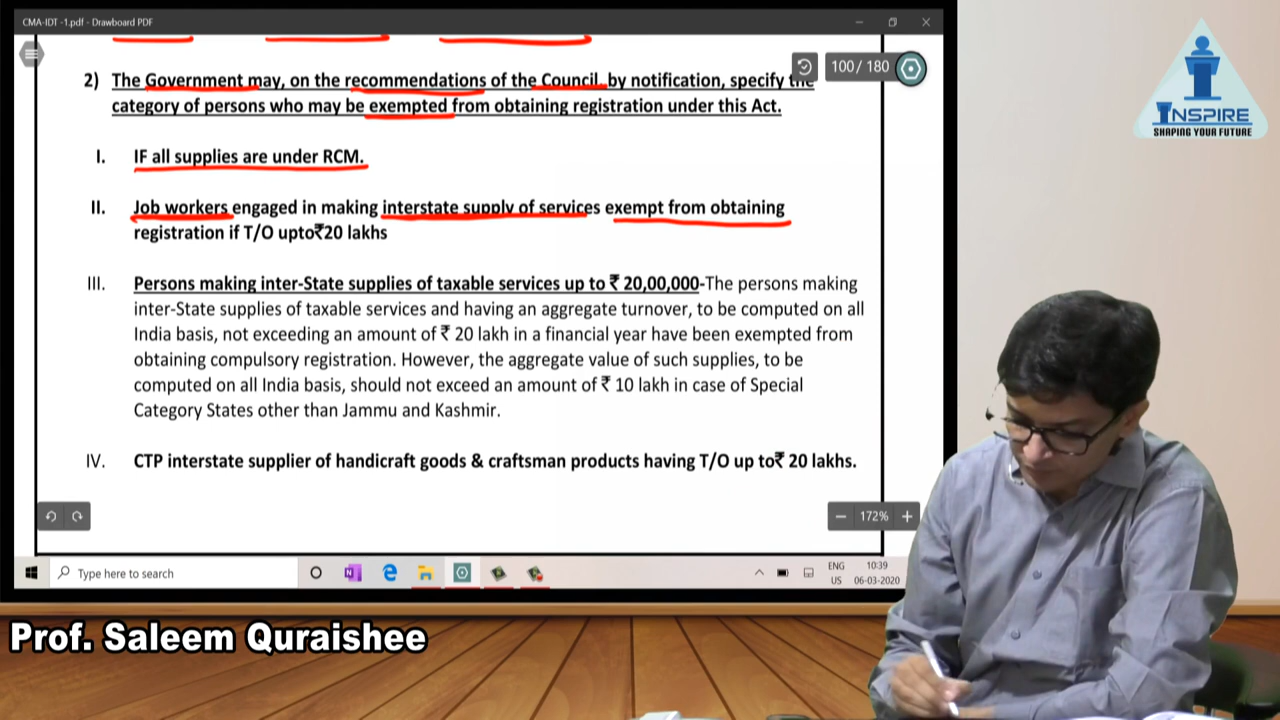 CMA-IDT -1.pdf - Drawboard PDF
100 / 180
2) The Government may, on the recommendations of the Council by notification, specify the
category of persons who may be exempted from obtaining registration under this Act.
I. IF all supplies are under RCM.
II. Job workers engaged in making interstate supply of services exempt from obtaining
registration if T/O upto₹20 lakhs
III. Persons making inter-State supplies of taxable services up to ₹ 20,00,000-The persons making
inter-State supplies of taxable services and having an aggregate turnover, to be computed on all
India basis, not exceeding an amount of ₹ 20 lakh in a financial year have been exempted from
obtaining compulsory registration. However, the aggregate value of such supplies, to be
computed on all India basis, should not exceed an amount of ₹ 10 lakh in case of Special
Category States other than Jammu and Kashmir.
IV. CTP interstate supplier of handicraft goods & craftsman products having T/O up to₹ 20 lakhs.
172%
Type here to search
ENG
US
10:39
06-03-2020
INSPIRE
SHAPING YOUR FUTURE
Prof. Saleem Quraishee